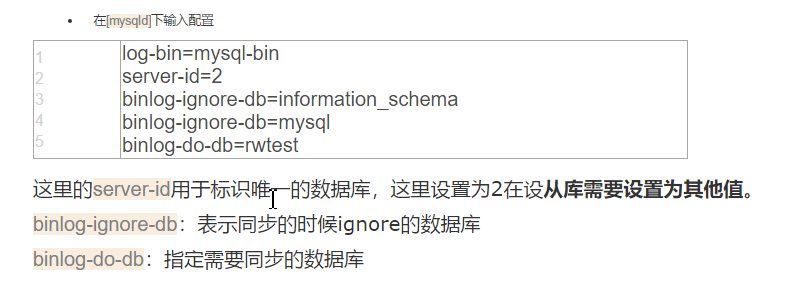 • 在[mysqld]下输入配置
1 log-bin=mysql-bin
2 server-id=2
3 binlog-ignore-db=information_schema
4 binlog-ignore-db=mysql
5 binlog-do-db=rwtest
这里的server-id用于标识唯一的数据库，这里设置为2在设从库需要设置为其他值。
binlog-ignore-db：表示同步的时候ignore的数据库
binlog-do-db：指定需要同步的数据库